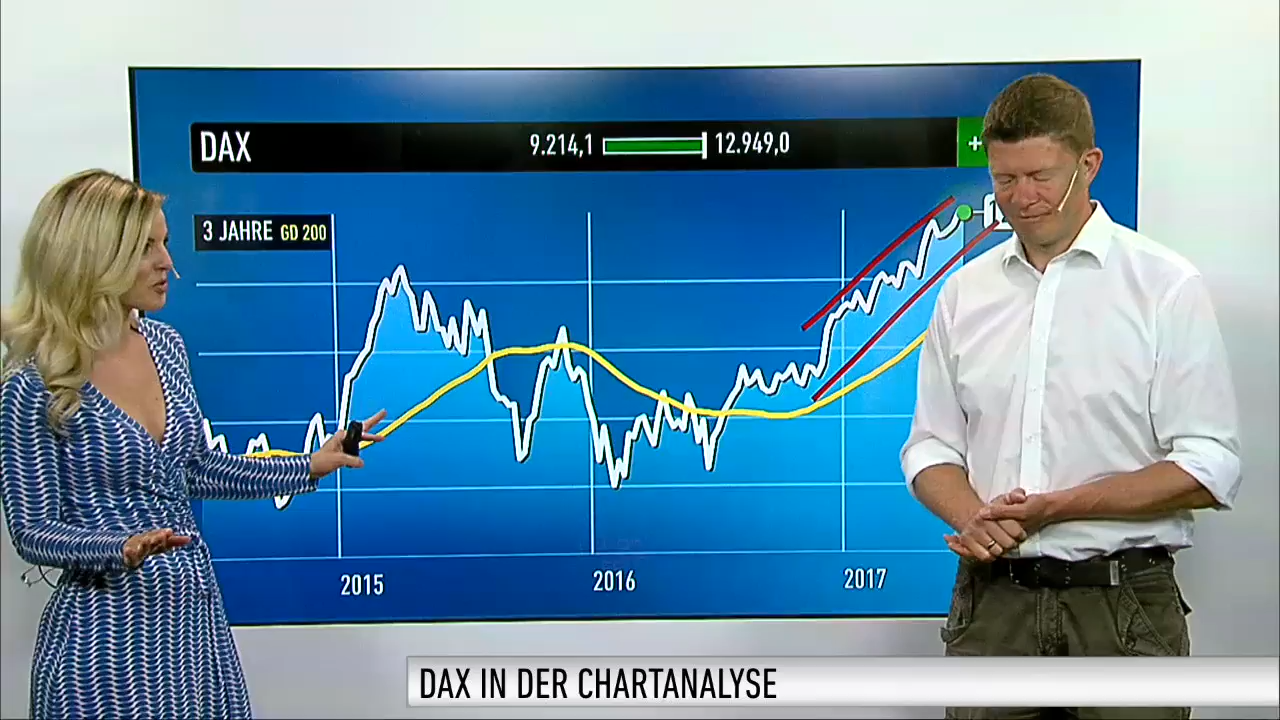 DAX
9.214,1 12.949,0 +
3 JAHRE GD 200
2015 2016 2017
DAX IN DER CHARTANALYSE